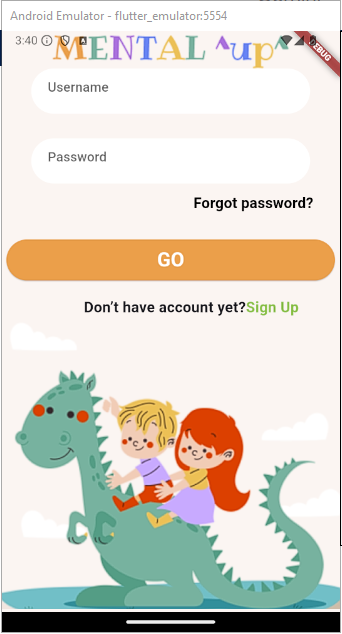 Android Emulator - flutter_emulator:5554
3:40
MENTAL ^up^
Username
Password
Forgot password?
GO
Don't have account yet?Sign Up